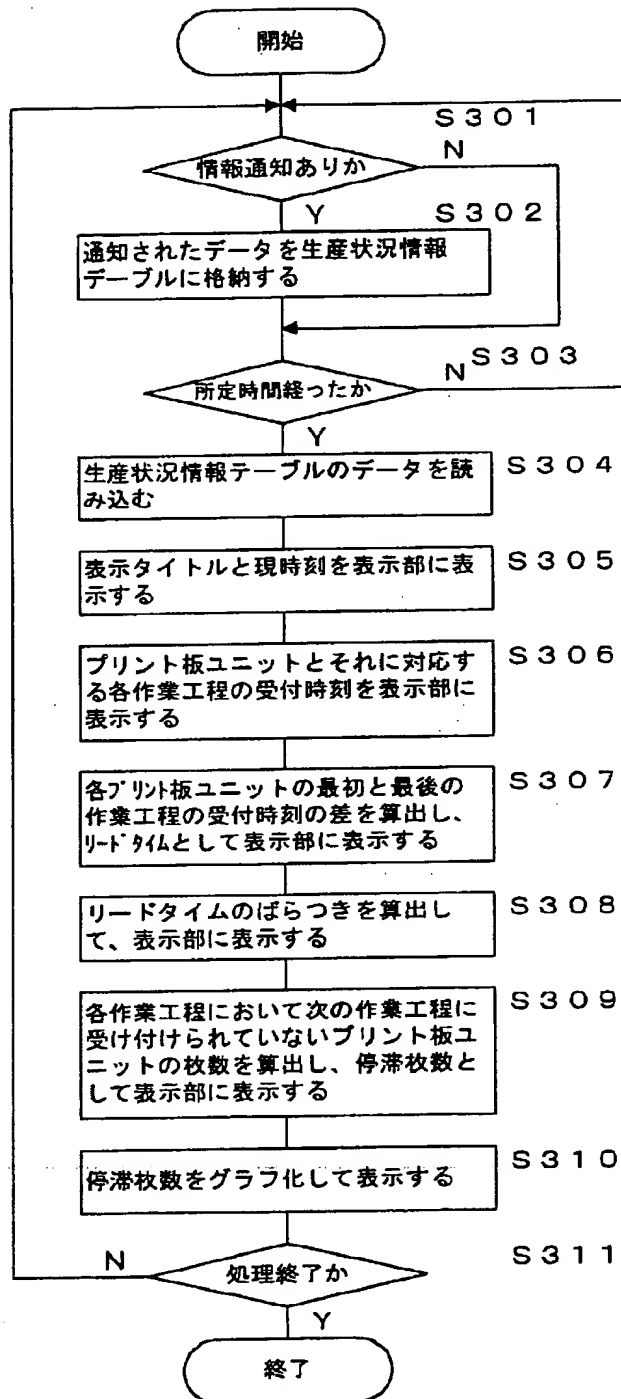 開始
S301
情報通知ありか
N
Y
S302
通知されたデータを生産状況情報
デーブルに格納する
S303
所定時間経ったか
N
Y
生産状況情報テーブルのデータを読
み込む
S304
表示タイトルと現時刻を表示部に表
示する
S305
プリント板ユニットとそれに対応す
る各作業工程の受付時刻を表示部に
表示する
S306
各プリント板ユニットの最初と最後の
作業工程の受付時刻の差を算出し、
リードタイムとして表示部に表示する
S307
リードタイムのばらつきを算出し
て、表示部に表示する
S308
各作業工程において次の作業工程に
受け付けられていないプリント板ユ
ニットの枚数を算出し、停滞枚数と
して表示部に表示する
S309
停滞枚数をグラフ化して表示する
S310
N
処理終了か
S311
Y
終了